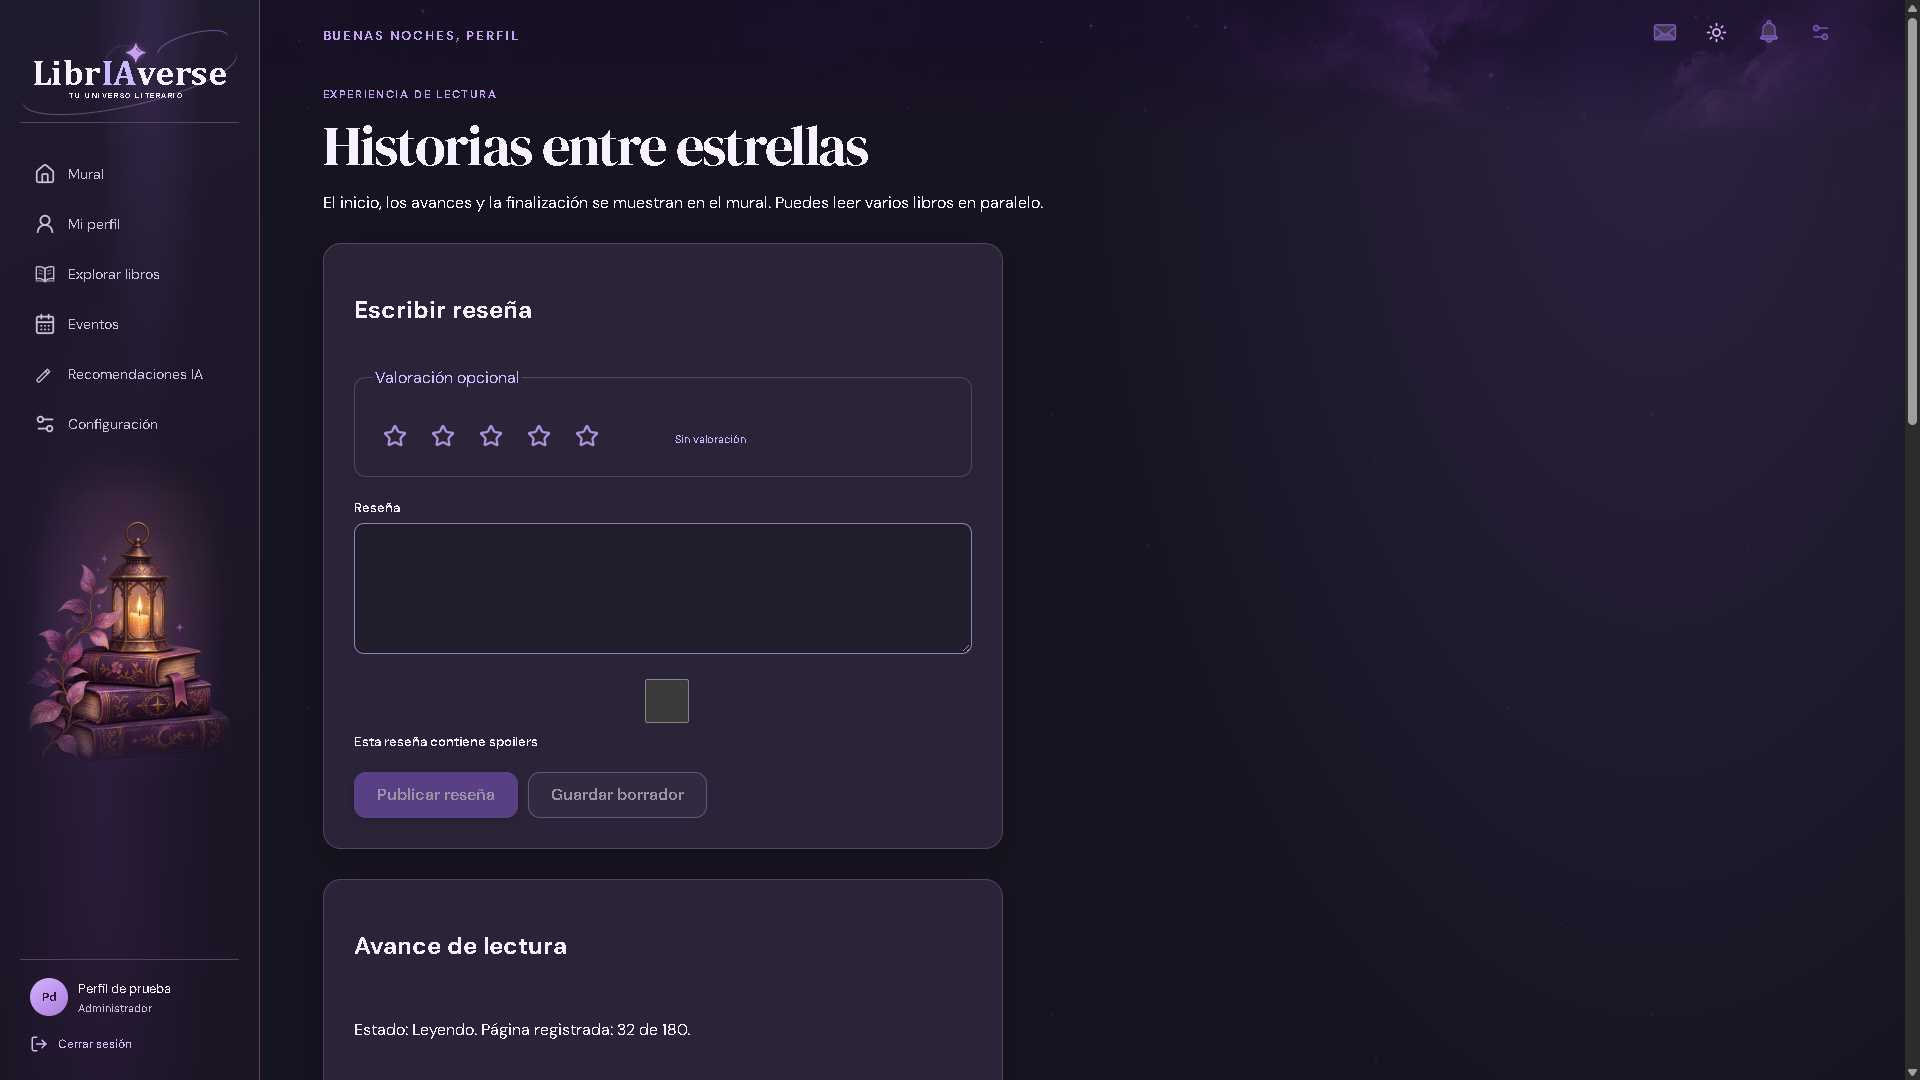 LibrIAverse
TU UNIVERSO LITERARIO
Mural
Mi perfil
Explorar libros
Eventos
Recomendaciones IA
Configuración
Pd
Perfil de prueba
Administrador
Cerrar sesión
BUENAS NOCHES, PERFIL
EXPERIENCIA DE LECTURA
Historias entre estrellas
El inicio, los avances y la finalización se muestran en el mural. Puedes leer varios libros en paralelo.
Escribir reseña
Valoración opcional
Sin valoración
Reseña
Esta reseña contiene spoilers
Publicar reseña
Guardar borrador
Avance de lectura
Estado: Leyendo. Página registrada: 32 de 180.